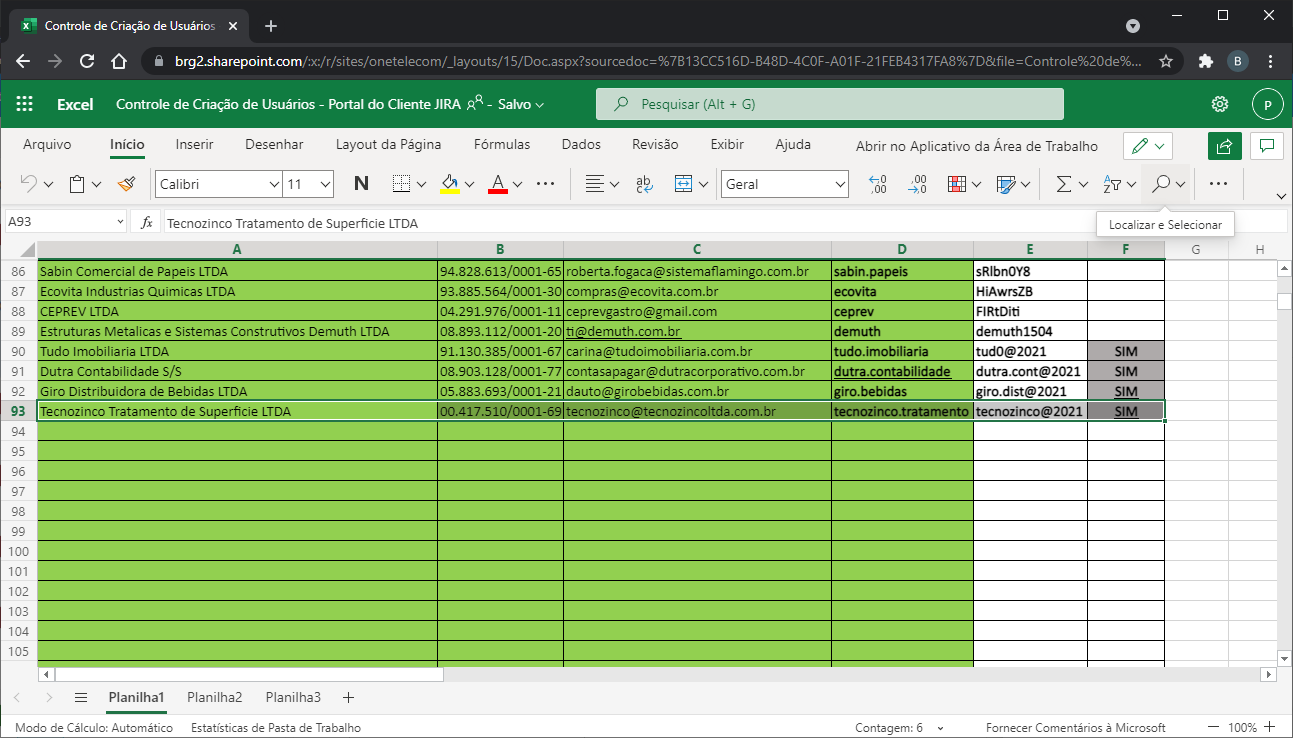 Controle de Criação de Usuários
brg2.sharepoint.com/:x:/r/sites/onetelecom/_layouts/15/Doc.aspx?sourcedoc=%7B13CC516D-B48D-4C0F-A01F-21FEB4317FA8%7D&file=Controle%20de%... B
Excel Controle de Criação de Usuários - Portal do Cliente JIRA - Salvo Pesquisar (Alt + G) P
Arquivo Início Inserir Desenhar Layout da Página Fórmulas Dados Revisão Exibir Ajuda Abrir no Aplicativo da Área de Trabalho
Calibri 11 N A ab Geral
A93 fx Tecnozinco Tratamento de Superficie LTDA Localizar e Selecionar
A B C D E F G H
86 Sabin Comercial de Papeis LTDA 94.828.613/0001-65 roberta.fogaca@sistemaflamingo.com.br sabin.papeis sRlbn0Y8
87 Ecovita Industrias Quimicas LTDA 93.885.564/0001-30 compras@ecovita.com.br ecovita HiAwrsZB
88 CEPREV LTDA 04.291.976/0001-11 ceprevgastro@gmail.com ceprev FIRtDiti
89 Estruturas Metalicas e Sistemas Construtivos Demuth LTDA 08.893.112/0001-20 ti@demuth.com.br demuth demuth1504
90 Tudo Imobiliaria LTDA 91.130.385/0001-67 carina@tudoimobiliaria.com.br tudo.imobiliaria tud0@2021 SIM
91 Dutra Contabilidade S/S 08.903.128/0001-77 contasapagar@dutracorporativo.com.br dutra.contabilidade dutra.cont@2021 SIM
92 Giro Distribuidora de Bebidas LTDA 05.883.693/0001-21 dauto@girobebidas.com.br giro.bebidas giro.dist@2021 SIM
93 Tecnozinco Tratamento de Superficie LTDA 00.417.510/0001-69 tecnozinco@tecnozincoltda.com.br tecnozinco.tratamento tecnozinco@2021 SIM
94
95
96
97
98
99
100
101
102
103
104
105
Planilha1 Planilha2 Planilha3
Modo de Cálculo: Automático Estatísticas de Pasta de Trabalho Contagem: 6 Fornecer Comentários à Microsoft 100%